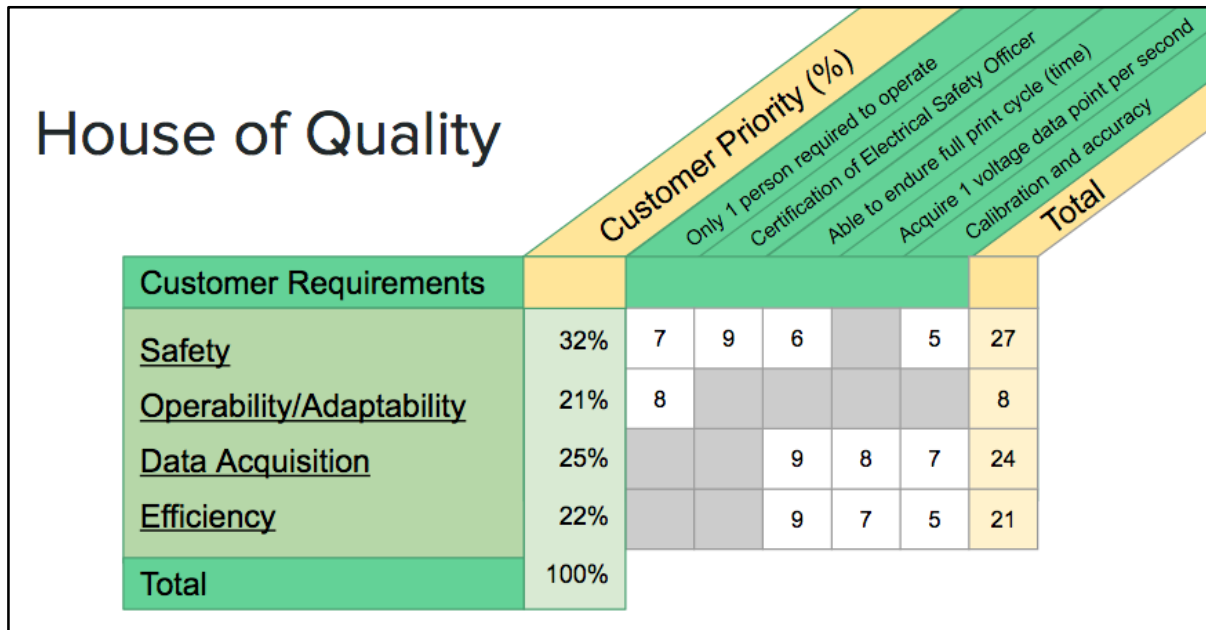 House of Quality
Customer Priority (%)
Only 1 person required to operate
Certification of Electrical Safety Officer
Able to endure full print cycle (time)
Acquire 1 voltage data point per second
Calibration and accuracy
Total
Customer Requirements
Safety 32% 7 9 6 5 27
Operability/Adaptability 21% 8 8
Data Acquisition 25% 9 8 7 24
Efficiency 22% 9 7 5 21
Total 100%